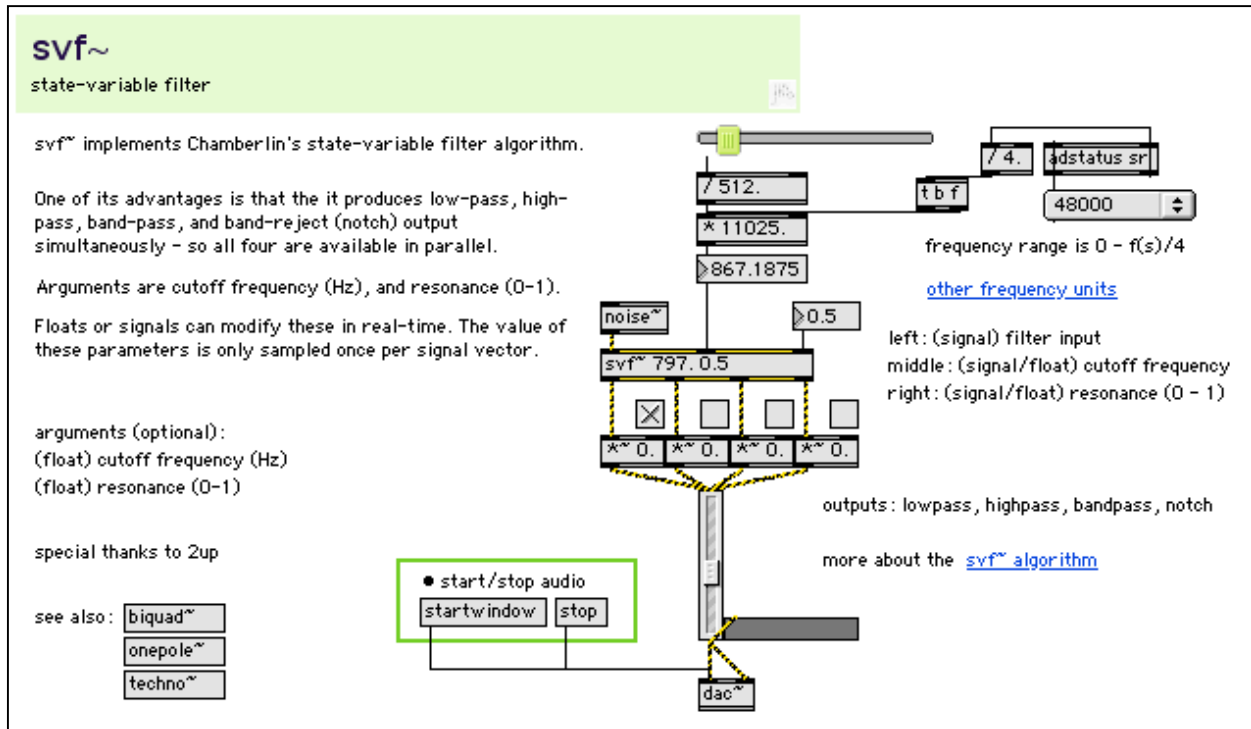 svf~
state-variable filter
svf~ implements Chamberlin's state-variable filter algorithm.
One of its advantages is that the it produces low-pass, high-
pass, band-pass, and band-reject (notch) output
simultaneously - so all four are available in parallel.
Arguments are cutoff frequency (Hz), and resonance (0-1).
Floats or signals can modify these in real-time. The value of
these parameters is only sampled once per signal vector.
arguments (optional):
(float) cutoff frequency (Hz)
(float) resonance (0-1)
special thanks to 2up
see also:
biquad~
onepole~
techno~
/ 4.
adstatus sr
/ 512.
t b f
48000
* 11025.
867.1875
frequency range is 0 - f(s)/4
other frequency units
noise~
0.5
svf~ 797. 0.5
left: (signal) filter input
middle: (signal/float) cutoff frequency
right: (signal/float) resonance (0 - 1)
*~ 0.
*~ 0.
*~ 0.
*~ 0.
outputs: lowpass, highpass, bandpass, notch
more about the svf~ algorithm
● start/stop audio
startwindow
stop
dac~